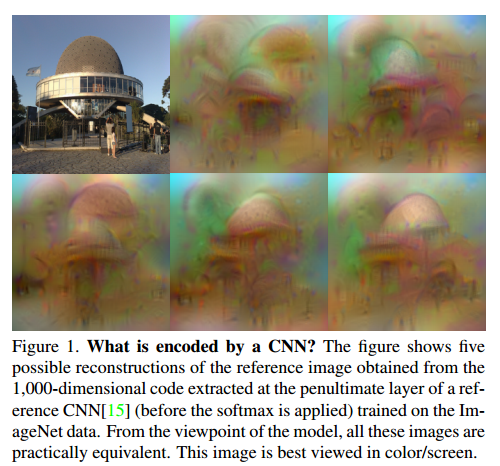 Figure 1. What is encoded by a CNN? The figure shows five
possible reconstructions of the reference image obtained from the
1,000-dimensional code extracted at the penultimate layer of a ref-
erence CNN[15] (before the softmax is applied) trained on the Im-
ageNet data. From the viewpoint of the model, all these images are
practically equivalent. This image is best viewed in color/screen.